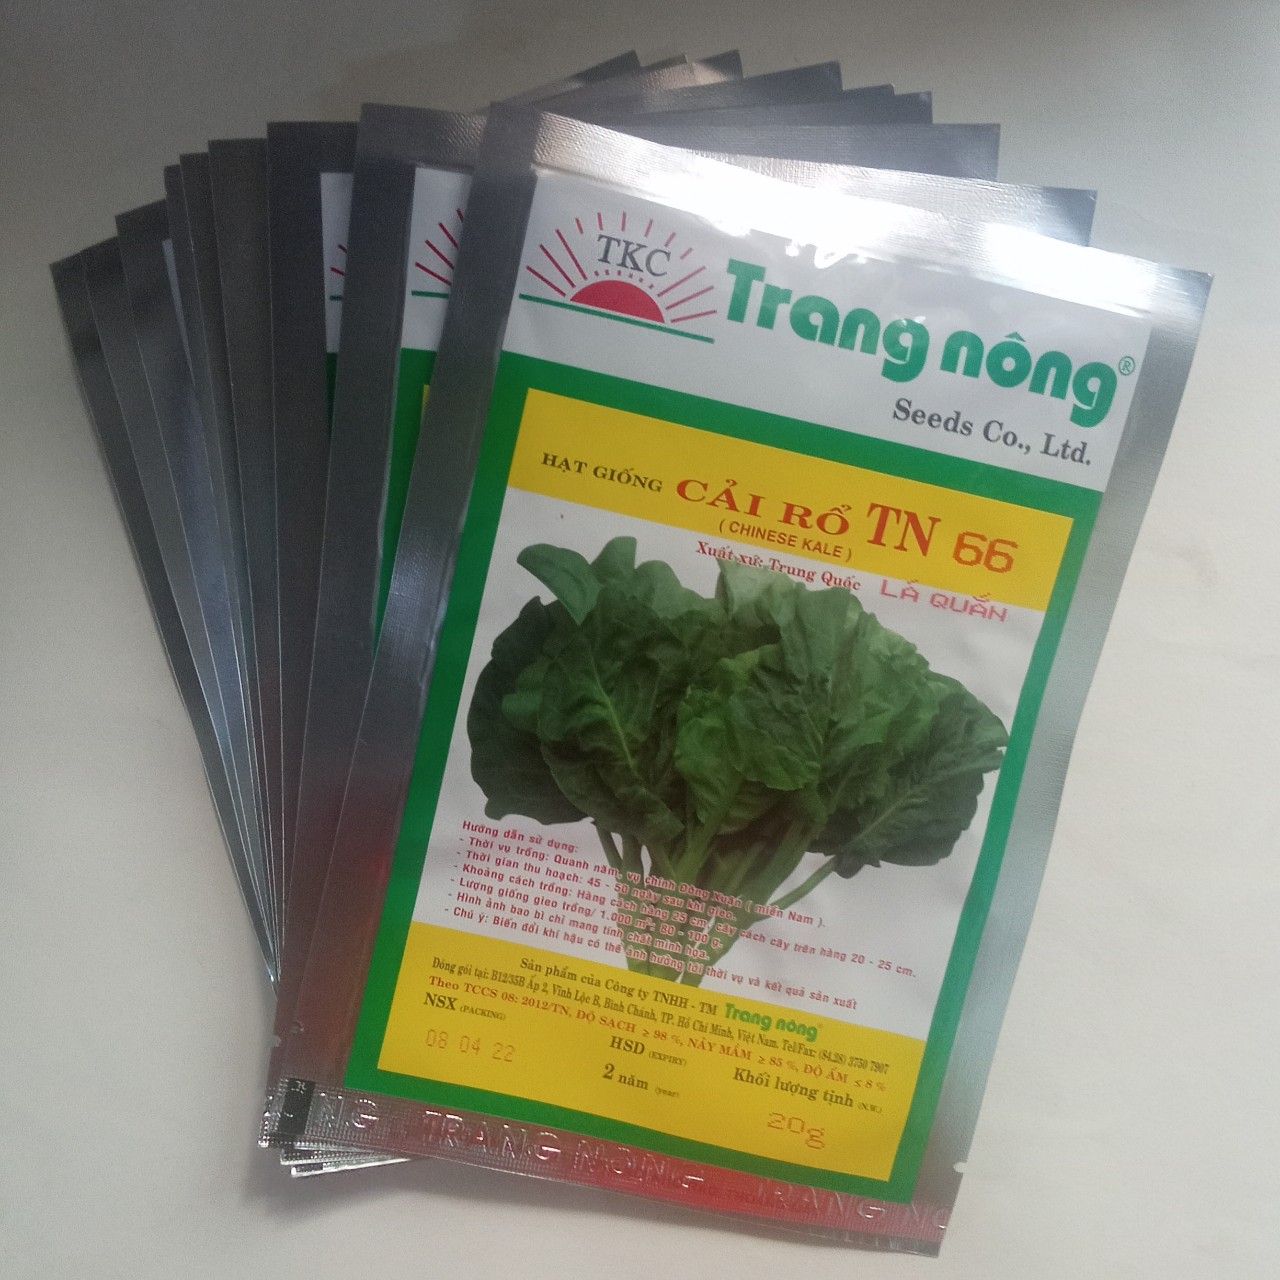 TKC
Trang nông®
Seeds Co., Ltd.
HẠT GIỐNG CẢI RỔ TN 66
( CHINESE KALE )
Xuất xứ: Trung Quốc LÁ QUẮN
Hướng dẫn sử dụng:
- Thời vụ trồng: Quanh năm, vụ chính Đông Xuân ( miền Nam ).
- Thời gian thu hoạch: 45 - 50 ngày sau khi gieo.
- Khoảng cách trồng: Hàng cách hàng 25 cm, cây cách cây trên hàng 20 - 25 cm.
- Lượng giống gieo trồng/ 1.000 m²: 80 - 100 g.
- Hình ảnh bao bì chỉ mang tính chất minh họa.
- Chú ý: Biến đổi khí hậu có thể ảnh hưởng tới thời vụ và kết quả sản xuất
Sản phẩm của Công ty TNHH - TM Trang nông®
Đóng gói tại: B12/35B Ấp 2, Vĩnh Lộc B, Bình Chánh, TP. Hồ Chí Minh, Việt Nam. Tel/Fax: (84.28) 3750 7907
Theo TCCS 08: 2012/TN, ĐỘ SẠCH ≥ 98 %, NẢY MẦM ≥ 85 %, ĐỘ ẨM ≤ 8 %
NSX (PACKING) HSD (EXPIRY) Khối lượng tịnh (N.W.)
08 04 22 2 năm (year) 20g
TRANG NONG TRANG NO